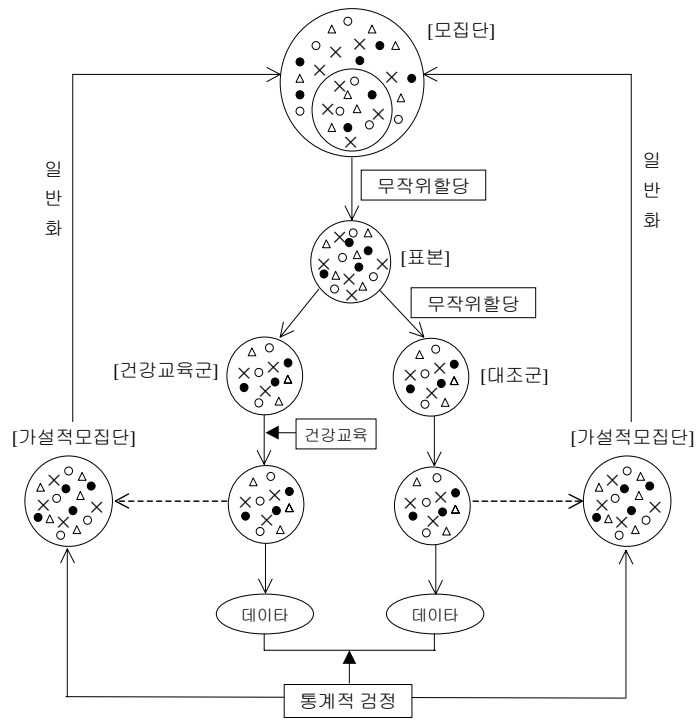 [모집단]
일
반
화
일
반
화
무작위할당
[표본]
무작위할당
[건강교육군]
[대조군]
[가설적모집단]
건강교육
[가설적모집단]
데이타
데이타
통계적 검정